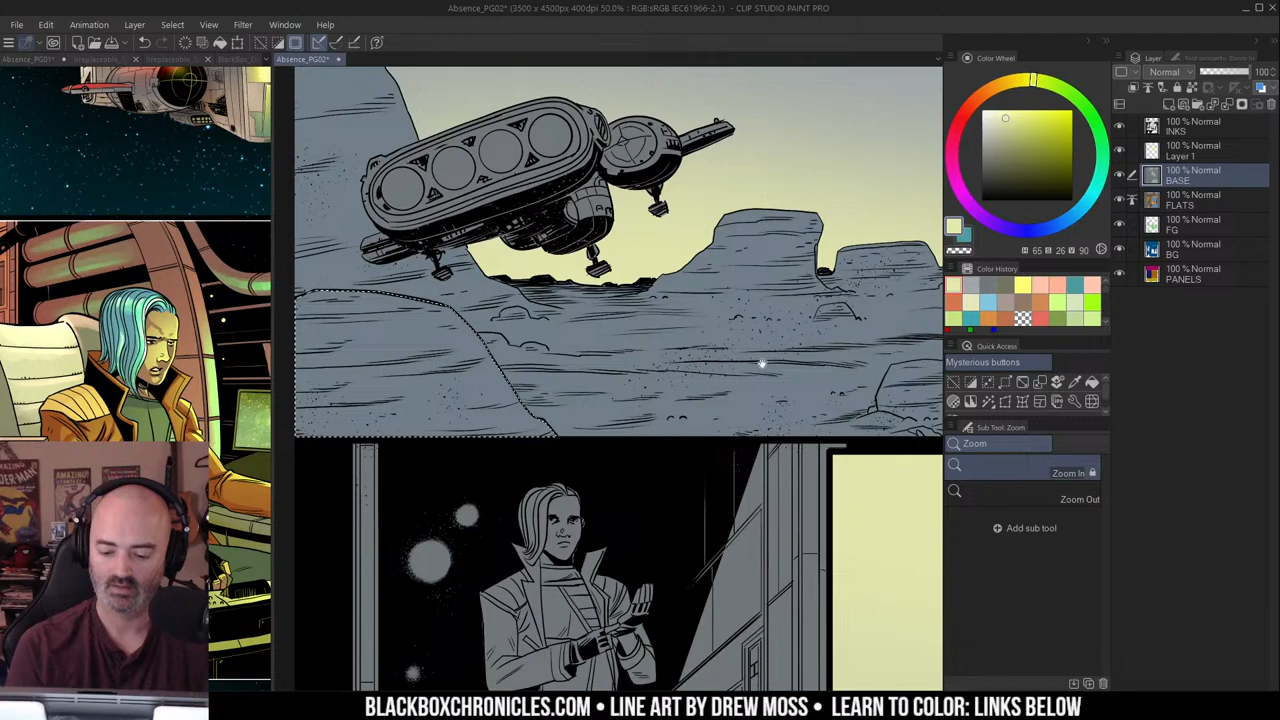 Absence_PG02* (3500 x 4500px 400dpi 50.0% : RGB:sRGB IEC61966-2.1) - CLIP STUDIO PAINT PRO
File Edit Animation Layer Select View Filter Window Help
Absence_PG01* Absence_PG02*
Color Wheel
H 65 S 26 V 90
Color History
Quick Access
Mysterious buttons
Sub Tool: Zoom
Zoom
Zoom In
Zoom Out
Add sub tool
Layer
Normal 100
100 % Normal
INKS
100 % Normal
Layer 1
100 % Normal
BASE
100 % Normal
FLATS
100 % Normal
FG
100 % Normal
BG
100 % Normal
PANELS
AMAZING
AMAZING
BLACKBOXCHRONICLES.COM • LINE ART BY DREW MOSS • LEARN TO COLOR: LINKS BELOW